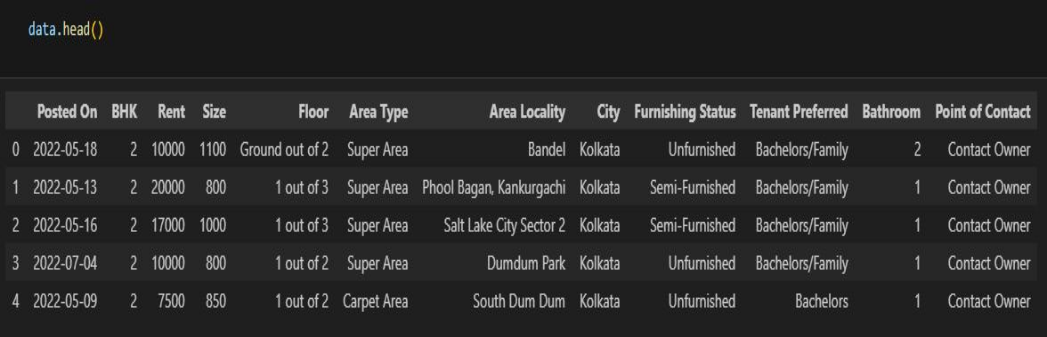 data.head()
Posted On BHK Rent Size Floor Area Type Area Locality City Furnishing Status Tenant Preferred Bathroom Point of Contact
0 2022-05-18 2 10000 1100 Ground out of 2 Super Area Bandel Kolkata Unfurnished Bachelors/Family 2 Contact Owner
1 2022-05-13 2 20000 800 1 out of 3 Super Area Phool Bagan, Kankurgachi Kolkata Semi-Furnished Bachelors/Family 1 Contact Owner
2 2022-05-16 2 17000 1000 1 out of 3 Super Area Salt Lake City Sector 2 Kolkata Semi-Furnished Bachelors/Family 1 Contact Owner
3 2022-07-04 2 10000 800 1 out of 2 Super Area Dumdum Park Kolkata Unfurnished Bachelors/Family 1 Contact Owner
4 2022-05-09 2 7500 850 1 out of 2 Carpet Area South Dum Dum Kolkata Unfurnished Bachelors 1 Contact Owner